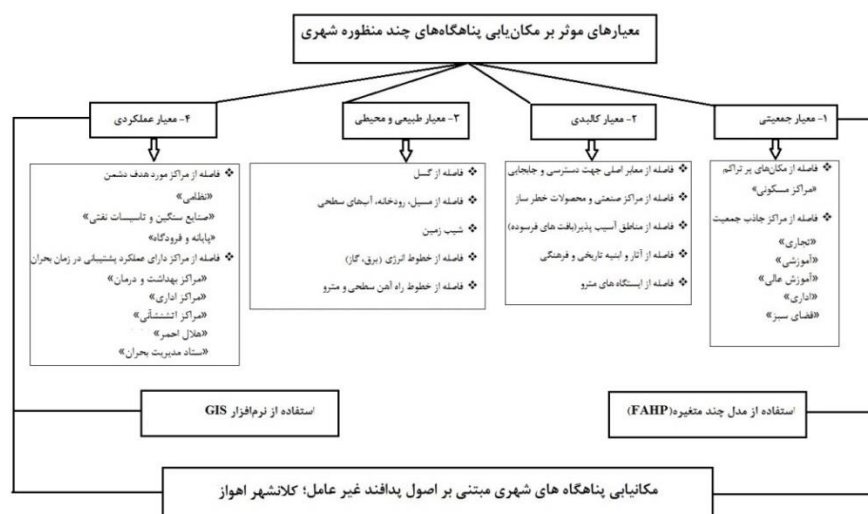 معیارهای موثر بر مکان‌یابی پناهگاه‌های چند منظوره شهری
۱- معیار جمعیتی
۲- معیار کالبدی
۳- معیار طبیعی و محیطی
۴- معیار عملکردی
❖ فاصله از مکان‌های پر تراکم
«مراکز مسکونی»
❖ فاصله از مراکز جاذب جمعیت
«تجاری»
«آموزشی»
«آموزش عالی»
«اداری»
«فضای سبز»
❖ فاصله از معابر اصلی جهت دسترسی و جابجایی
❖ فاصله از مراکز صنعتی و محصولات خطر ساز
❖ فاصله از مناطق آسیب پذیر(بافت های فرسوده)
❖ فاصله از آثار و ابنیه تاریخی و فرهنگی
❖ فاصله از ایستگاه های مترو
❖ فاصله از گسل
❖ فاصله از مسیل، رودخانه، آب‌های سطحی
❖ شیب زمین
❖ فاصله از خطوط انرژی (برق، گاز)
❖ فاصله از خطوط راه آهن سطحی و مترو
❖ فاصله از مراکز مورد هدف دشمن
«نظامی»
«صنایع سنگین و تاسیسات نفتی»
«پایانه و فرودگاه»
❖ فاصله از مراکز دارای عملکرد پشتیبانی در زمان بحران
«مراکز بهداشت و درمان»
«مراکز اداری»
«مراکز اتشنشآنی»
«هلال احمر»
«ستاد مدیریت بحران»
استفاده از مدل چند متغیره(FAHP)
استفاده از نرم‌افزار GIS
مکانیابی پناهگاه های شهری مبتنی بر اصول پدافند غیر عامل؛ کلانشهر اهواز